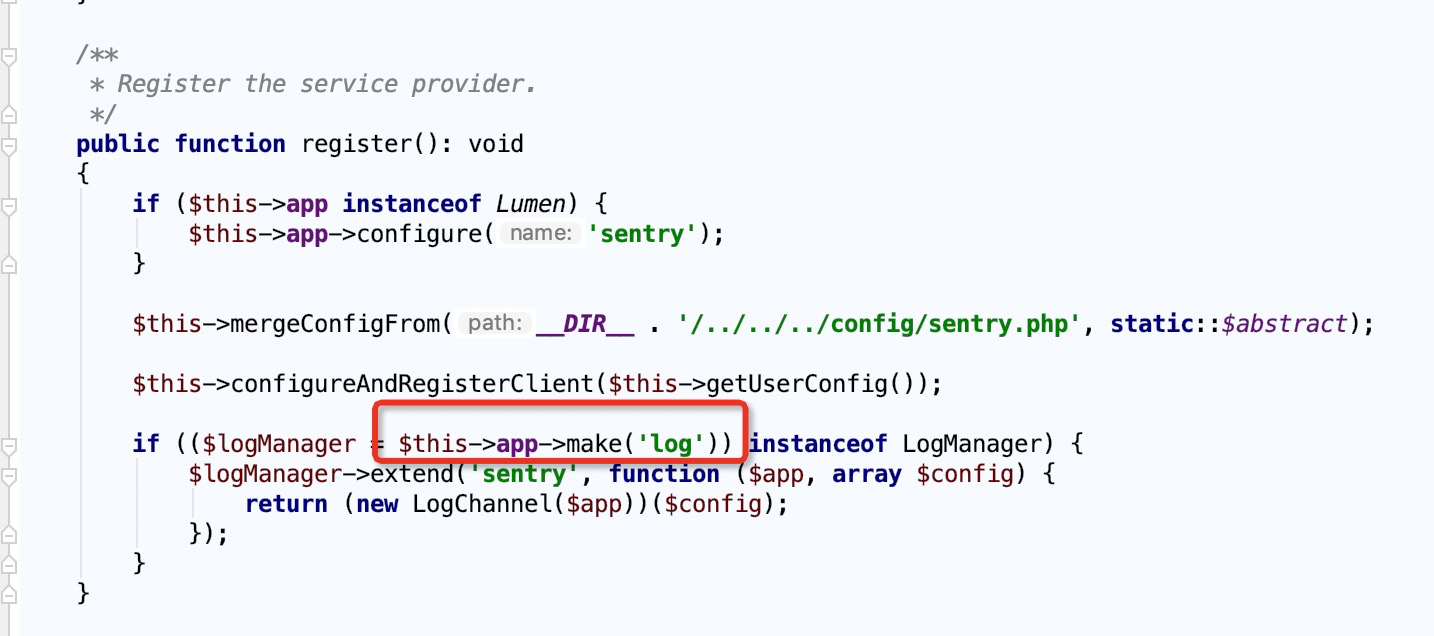 /**
 * Register the service provider.
 */
public function register(): void
{
    if ($this->app instanceof Lumen) {
        $this->app->configure( name: 'sentry');
    }
    $this->mergeConfigFrom( path: __DIR__ . '/../../../config/sentry.php', static::$abstract);
    $this->configureAndRegisterClient($this->getUserConfig());
    if (($logManager = $this->app->make('log')) instanceof LogManager) {
        $logManager->extend('sentry', function ($app, array $config) {
            return (new LogChannel($app))($config);
        });
    }
}